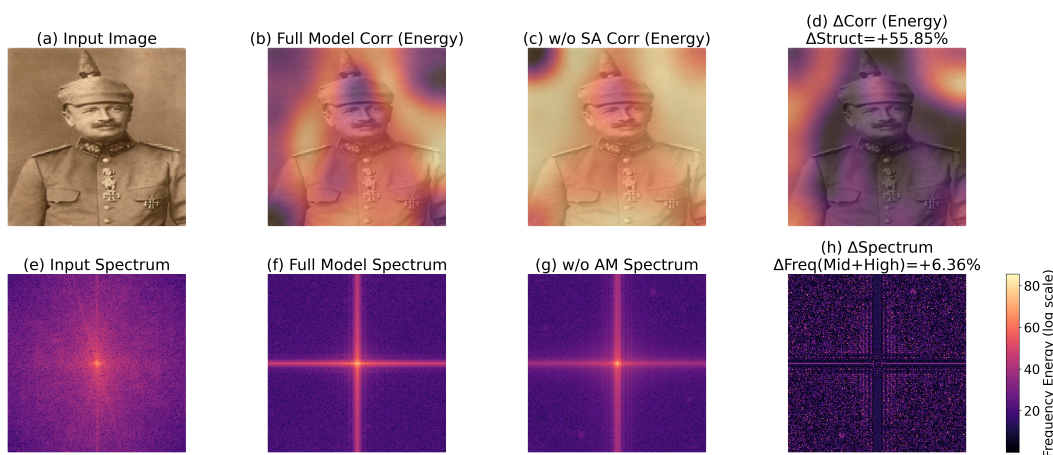 (a) Input Image
(b) Full Model Corr (Energy)
(c) w/o SA Corr (Energy)
(d) ΔCorr (Energy)
ΔStruct=+55.85%
(e) Input Spectrum
(f) Full Model Spectrum
(g) w/o AM Spectrum
(h) ΔSpectrum
ΔFreq(Mid+High)=+6.36%
80
60
40
20
Frequency Energy (log scale)